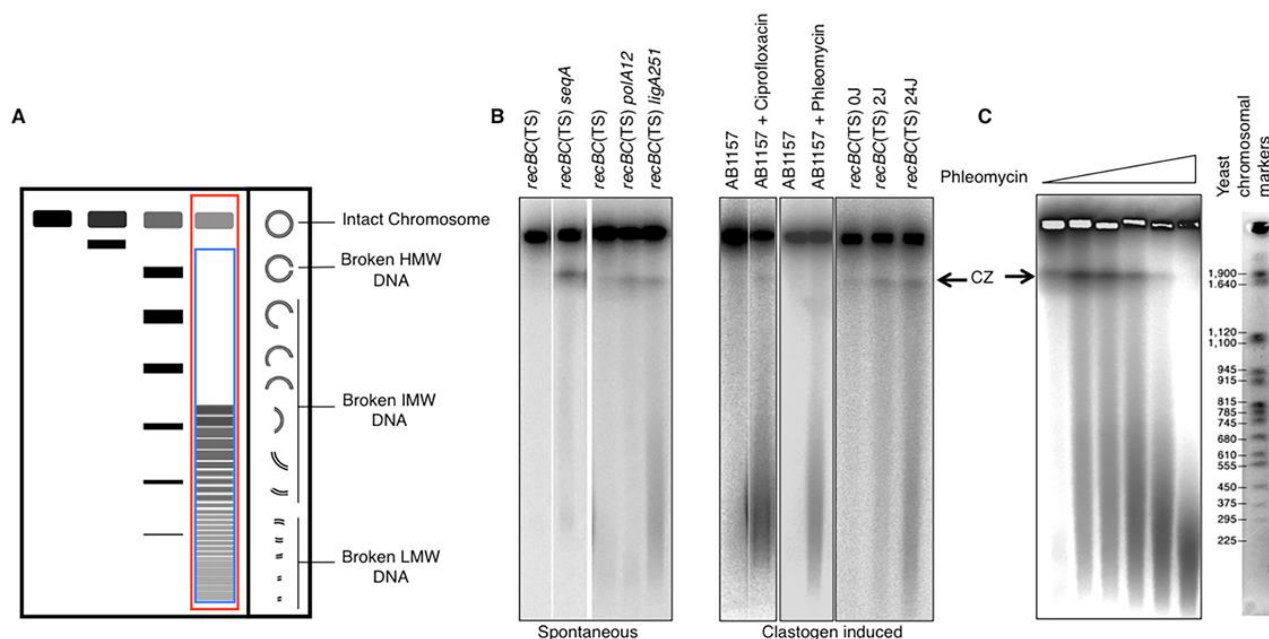 A
Intact Chromosome
Broken HMW
DNA
Broken IMW
DNA
Broken LMW
DNA
B
recBC(TS)
recBC(TS) seqA
recBC(TS)
recBC(TS) polA12
recBC(TS) ligA251
Spontaneous
AB1157
AB1157 + Ciprofloxacin
AB1157
AB1157 + Phleomycin
recBC(TS) 0J
recBC(TS) 2J
recBC(TS) 24J
Clastogen induced
CZ
C
Phleomycin
Yeast
chromosomal
markers
1,900
1,640
1,120
1,100
945
915
815
785
745
680
610
555
450
375
295
225